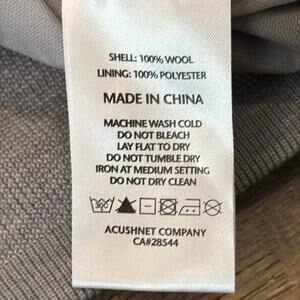 SHELL: 100% WOOL
LINING: 100% POLYESTER
MADE IN CHINA
MACHINE WASH COLD
DO NOT BLEACH
LAY FLAT TO DRY
DO NOT TUMBLE DRY
IRON AT MEDIUM SETTING
DO NOT DRY CLEAN
ACUSHNET COMPANY
CA#28544